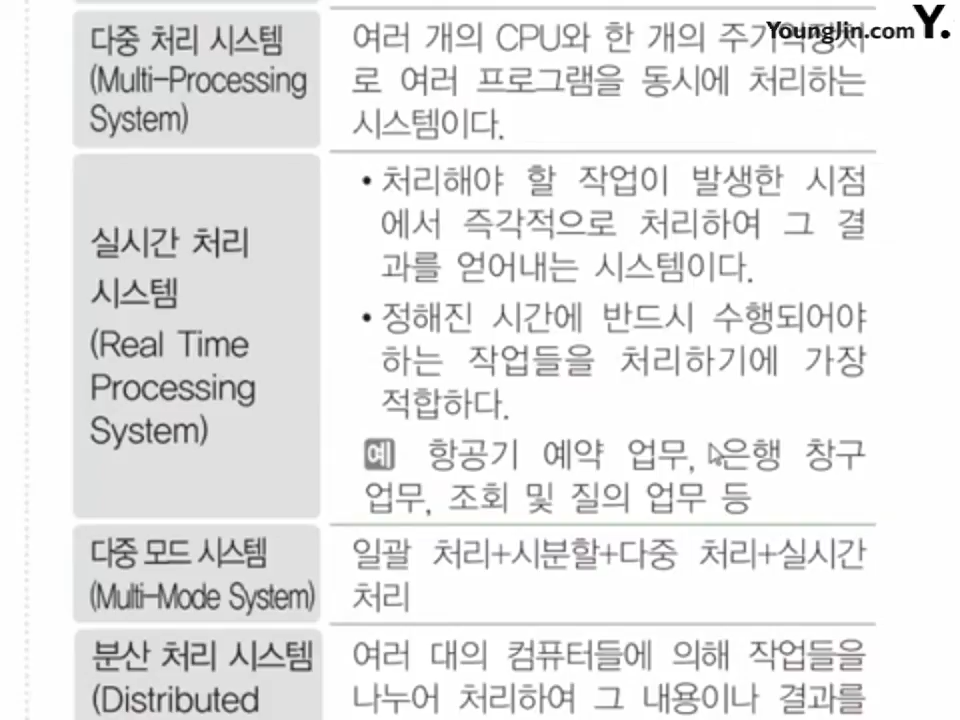 YoungJin.com Y.
다중 처리 시스템
(Multi-Processing
System)
여러 개의 CPU와 한 개의 주기억장치
로 여러 프로그램을 동시에 처리하는
시스템이다.
실시간 처리
시스템
(Real Time
Processing
System)
• 처리해야 할 작업이 발생한 시점
에서 즉각적으로 처리하여 그 결
과를 얻어내는 시스템이다.
• 정해진 시간에 반드시 수행되어야
하는 작업들을 처리하기에 가장
적합하다.
예 항공기 예약 업무, 은행 창구
업무, 조회 및 질의 업무 등
다중 모드 시스템
(Multi-Mode System)
일괄 처리+시분할+다중 처리+실시간
처리
분산 처리 시스템
(Distributed
여러 대의 컴퓨터들에 의해 작업들을
나누어 처리하여 그 내용이나 결과를